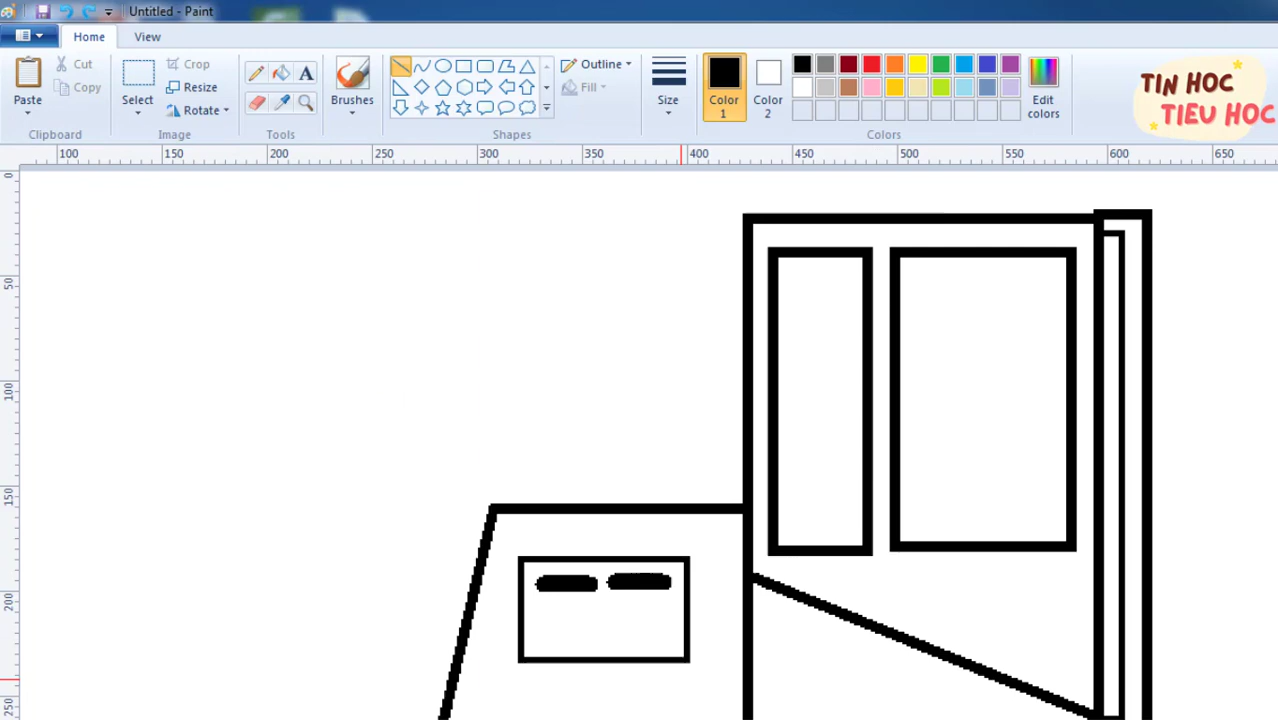 Untitled - Paint
Home View
Paste
Cut
Copy
Clipboard
Select
Crop
Resize
Rotate
Image
A
Tools
Brushes
Outline
Fill
Shapes
Size
Color 1
Color 2
Edit colors
Colors
TIN HOC
TIEU HOC
100 150 200 250 300 350 400 450 500 550 600 650
0
50
100
150
200
250